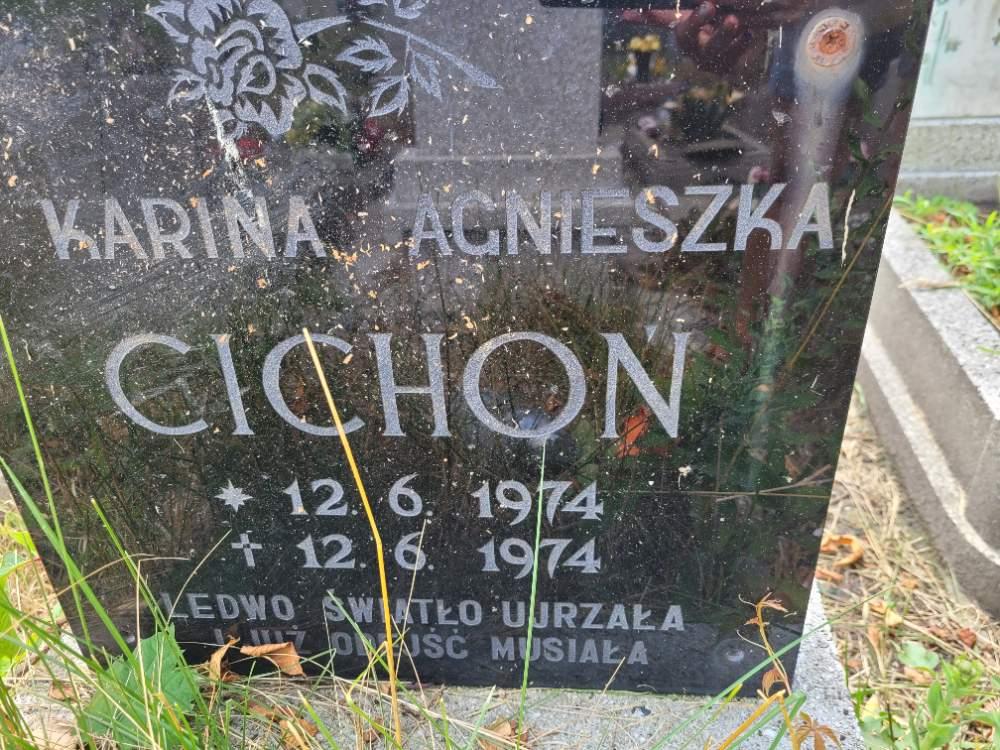 KARINA AGNIESZKA
CICHOŃ
* 12. 6. 1974
✝ 12. 6. 1974
LEDWO ŚWIATŁO UJRZAŁA
I JUŻ ODEJŚĆ MUSIAŁA